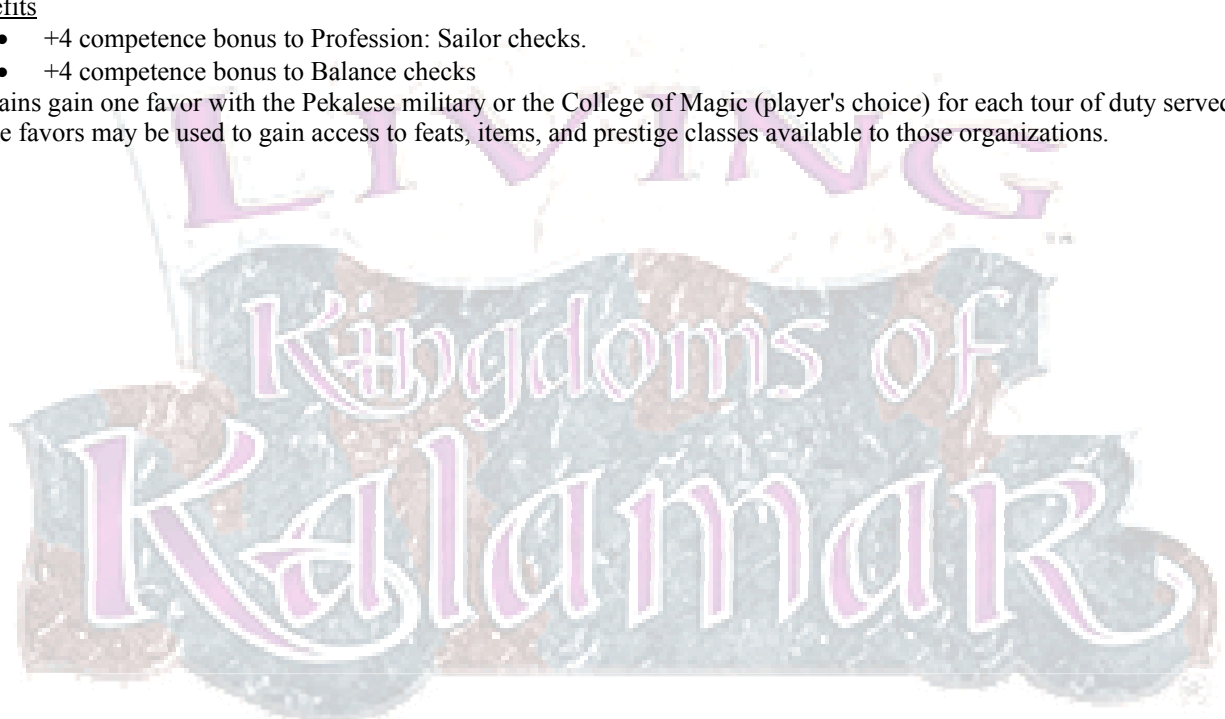 efits
• +4 competence bonus to Profession: Sailor checks.
• +4 competence bonus to Balance checks
ains gain one favor with the Pekalese military or the College of Magic (player's choice) for each tour of duty served
e favors may be used to gain access to feats, items, and prestige classes available to those organizations.
LIVING
Kingdoms of
Kalamar